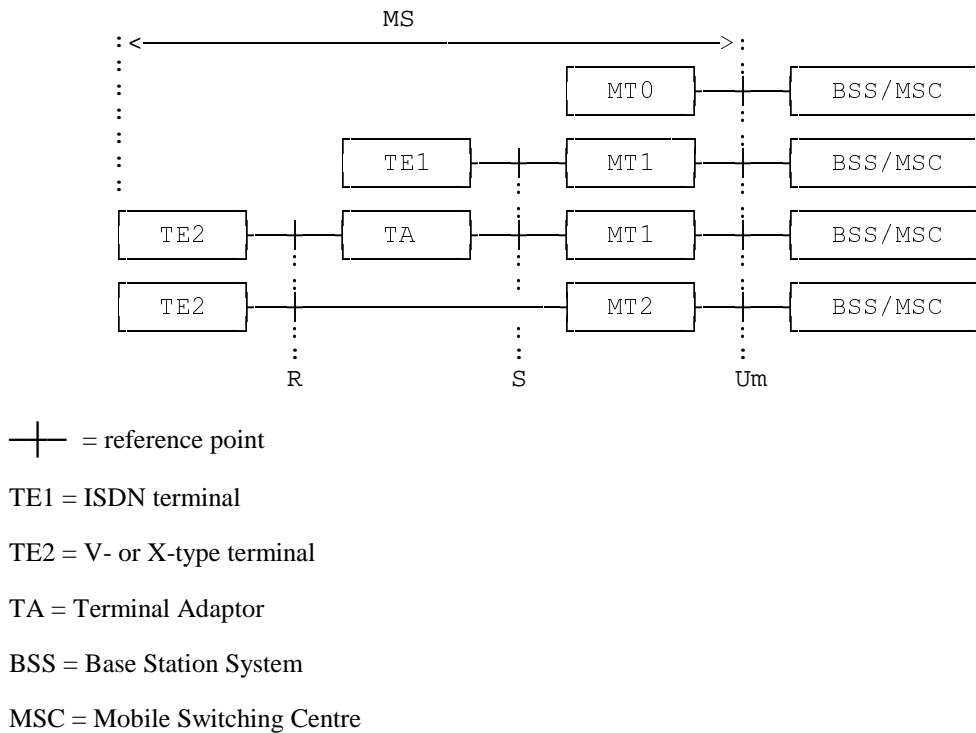 MS
MT0 BSS/MSC
TE1 MT1 BSS/MSC
TE2 TA MT1 BSS/MSC
TE2 MT2 BSS/MSC
R S Um
= reference point
TE1 = ISDN terminal
TE2 = V- or X-type terminal
TA = Terminal Adaptor
BSS = Base Station System
MSC = Mobile Switching Centre